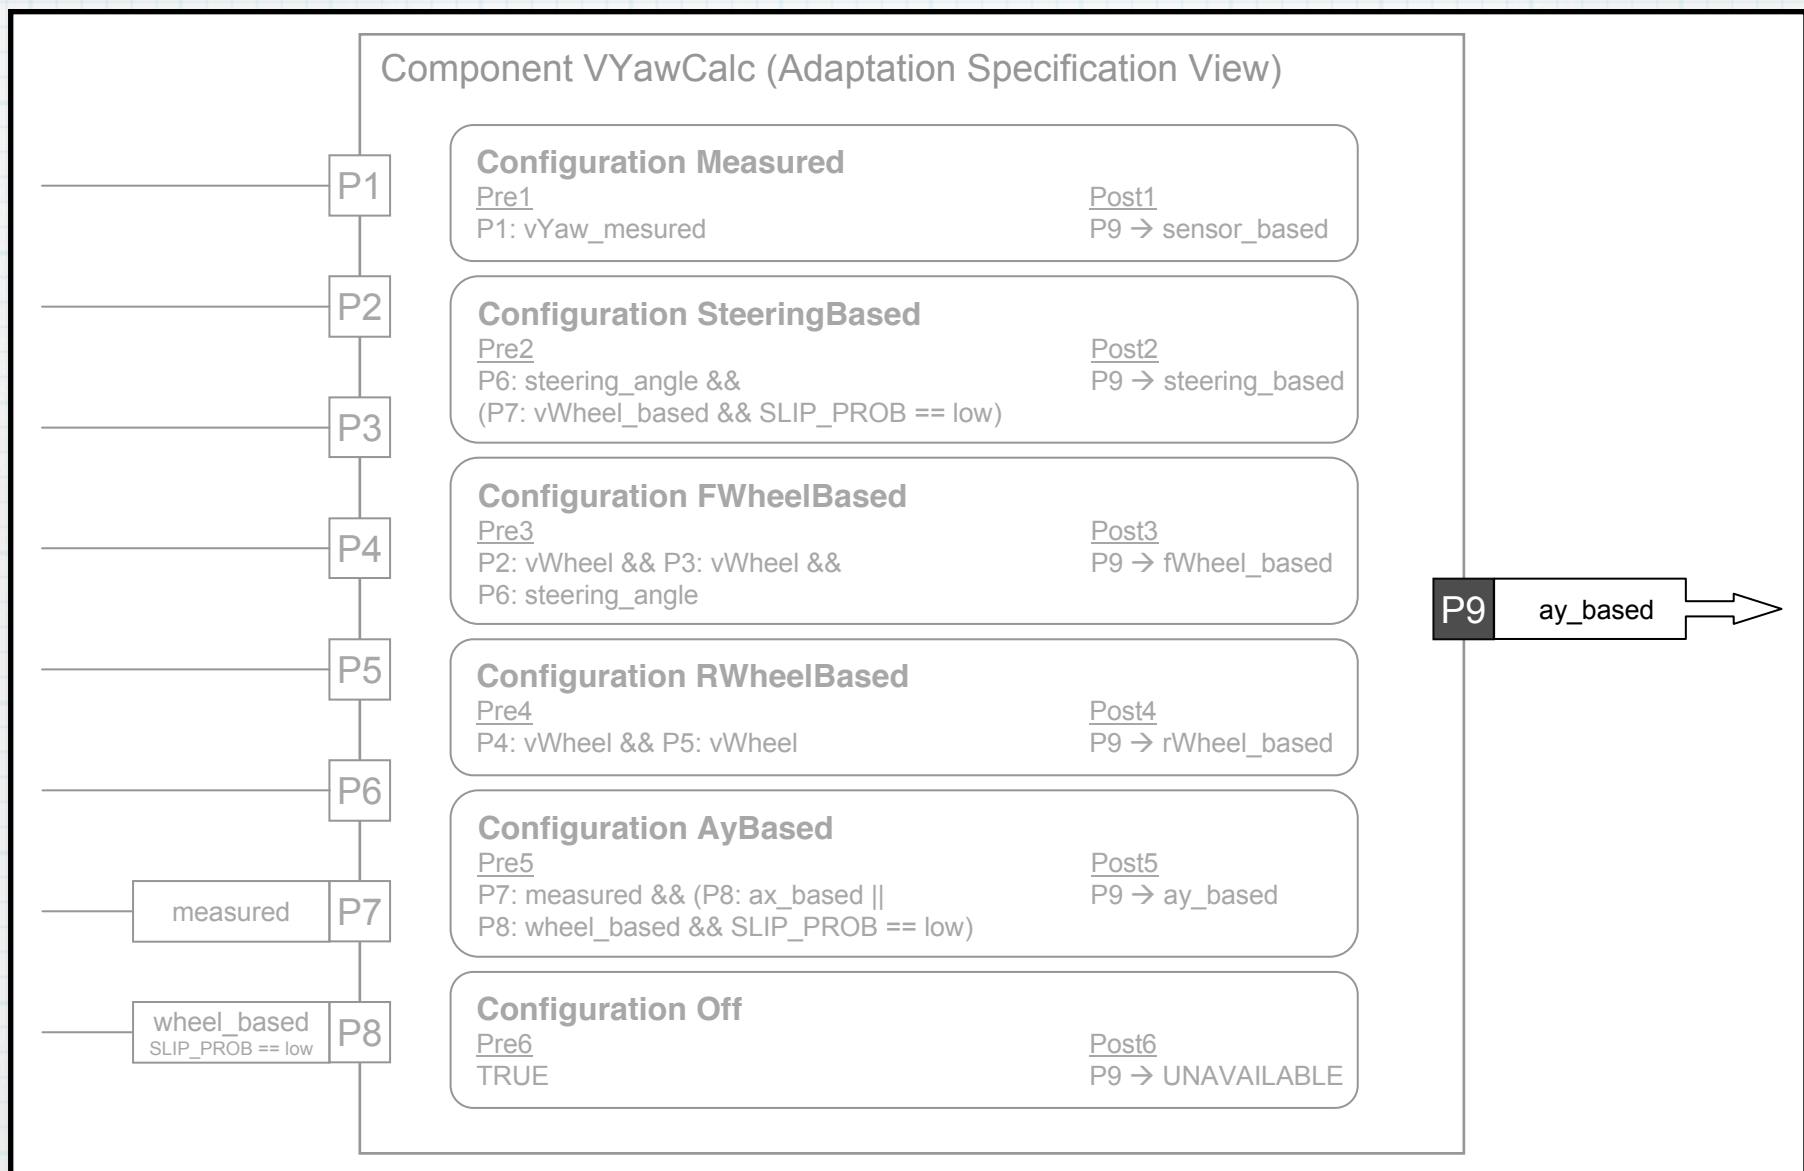 Component VYawCalc (Adaptation Specification View)
P1
Configuration Measured
Pre1
Post1
P1: vYaw_mesured
P9 → sensor_based
P2
Configuration SteeringBased
Pre2
Post2
P6: steering_angle &&
P9 → steering_based
(P7: vWheel_based && SLIP_PROB == low)
P3
Configuration FWheelBased
Pre3
Post3
P2: vWheel && P3: vWheel &&
P9 → fWheel_based
P6: steering_angle
P4
P9
ay_based
Configuration RWheelBased
Pre4
Post4
P4: vWheel && P5: vWheel
P9 → rWheel_based
P5
P6
Configuration AyBased
Pre5
Post5
P7: measured && (P8: ax_based ||
P9 → ay_based
P8: wheel_based && SLIP_PROB == low)
measured
P7
Configuration Off
Pre6
Post6
TRUE
P9 → UNAVAILABLE
wheel_based
SLIP_PROB == low
P8